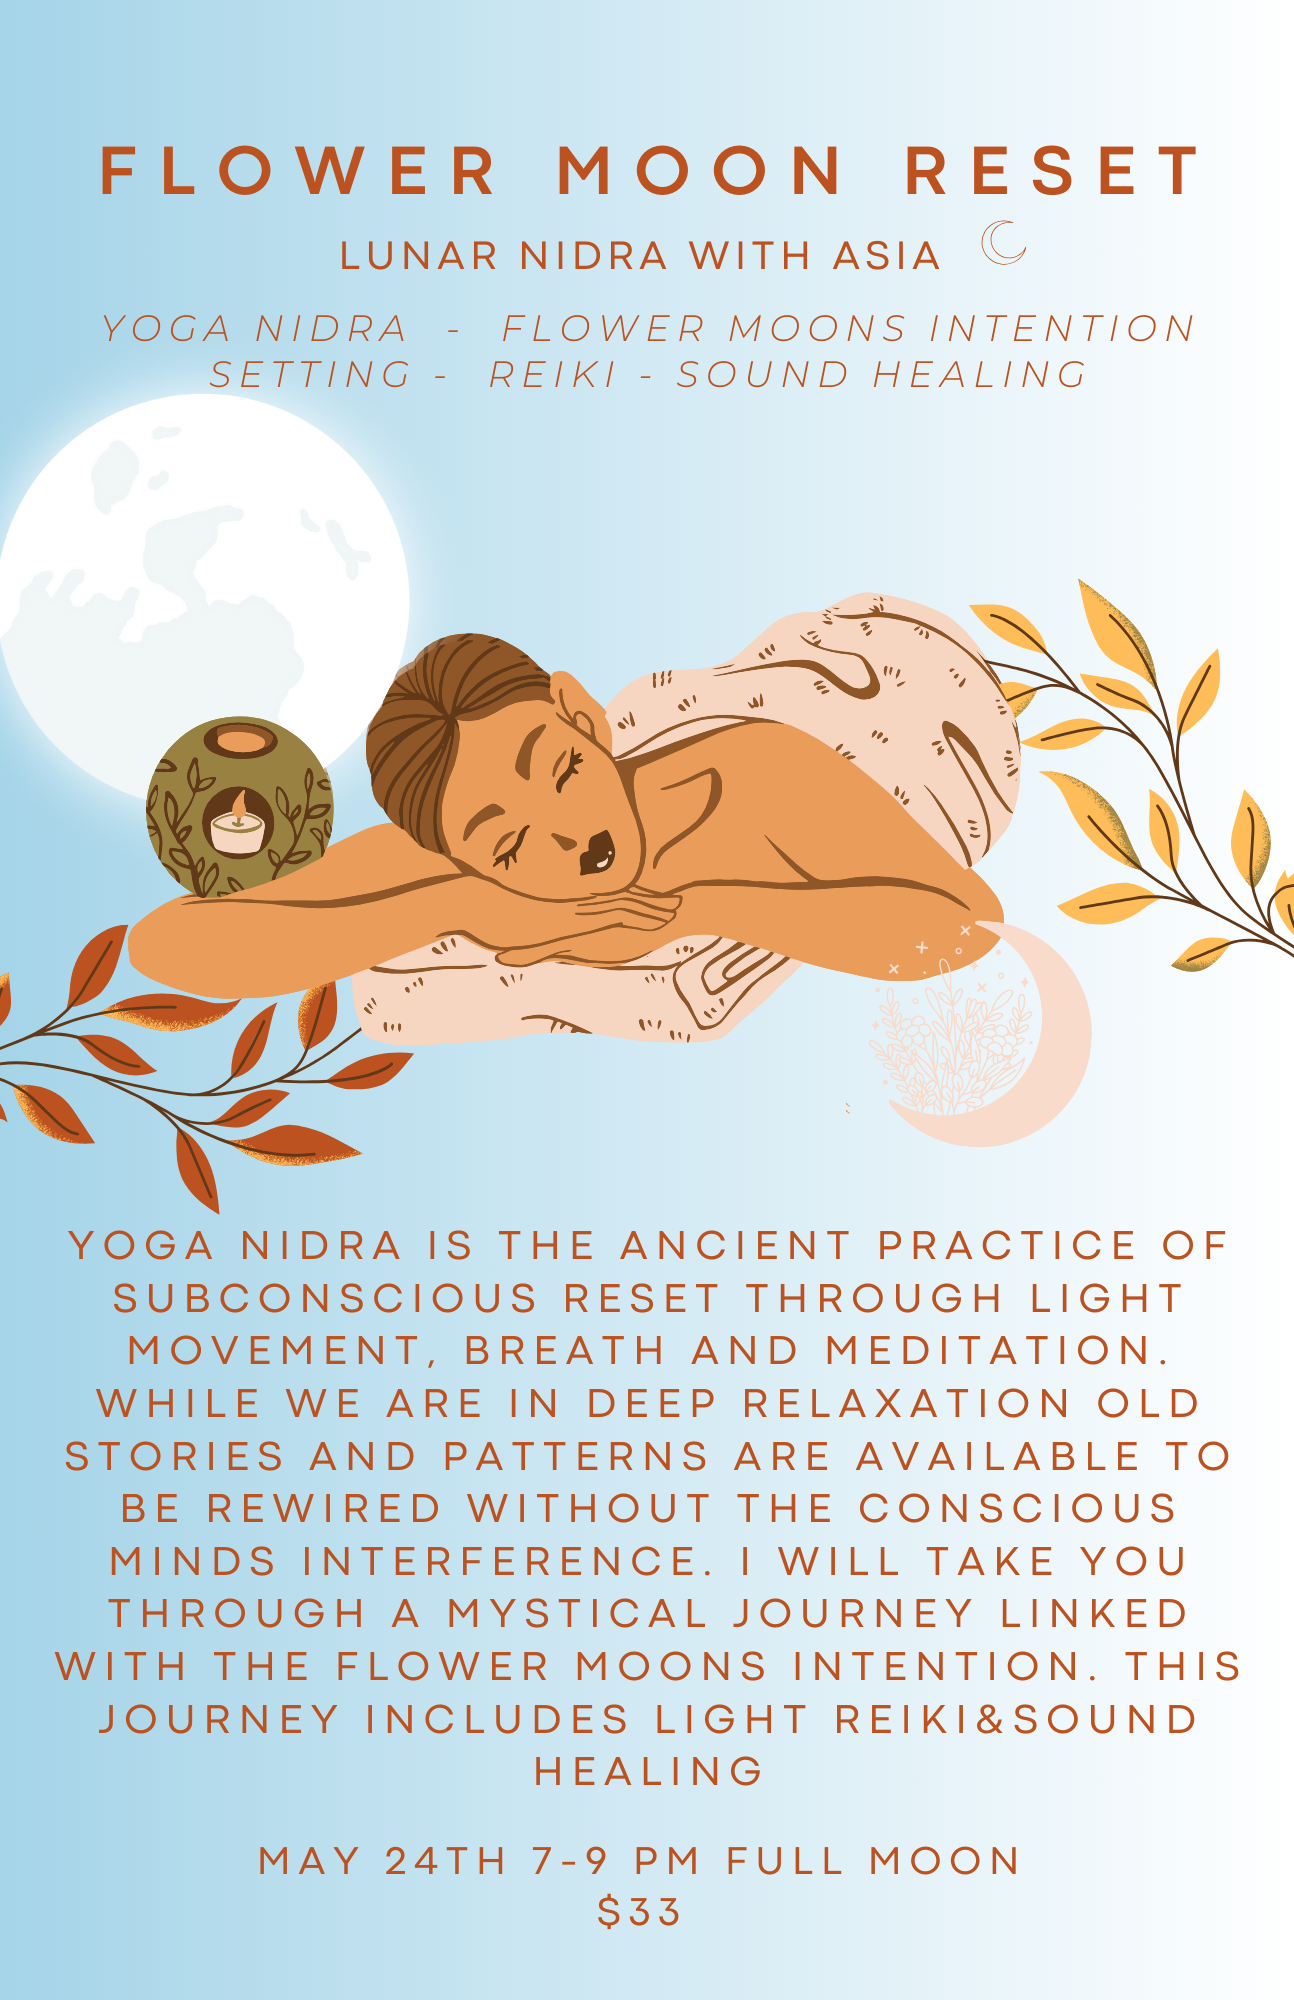 FLOWER MOON RESET
LUNAR NIDRA WITH ASIA
YOGA NIDRA - FLOWER MOONS INTENTION
SETTING - REIKI - SOUND HEALING
YOGA NIDRA IS THE ANCIENT PRACTICE OF
SUBCONSCIOUS RESET THROUGH LIGHT
MOVEMENT, BREATH AND MEDITATION.
WHILE WE ARE IN DEEP RELAXATION OLD
STORIES AND PATTERNS ARE AVAILABLE TO
BE REWIRED WITHOUT THE CONSCIOUS
MINDS INTERFERENCE. I WILL TAKE YOU
THROUGH A MYSTICAL JOURNEY LINKED
WITH THE FLOWER MOONS INTENTION. THIS
JOURNEY INCLUDES LIGHT REIKI&SOUND
HEALING
MAY 24TH 7-9 PM FULL MOON
$33